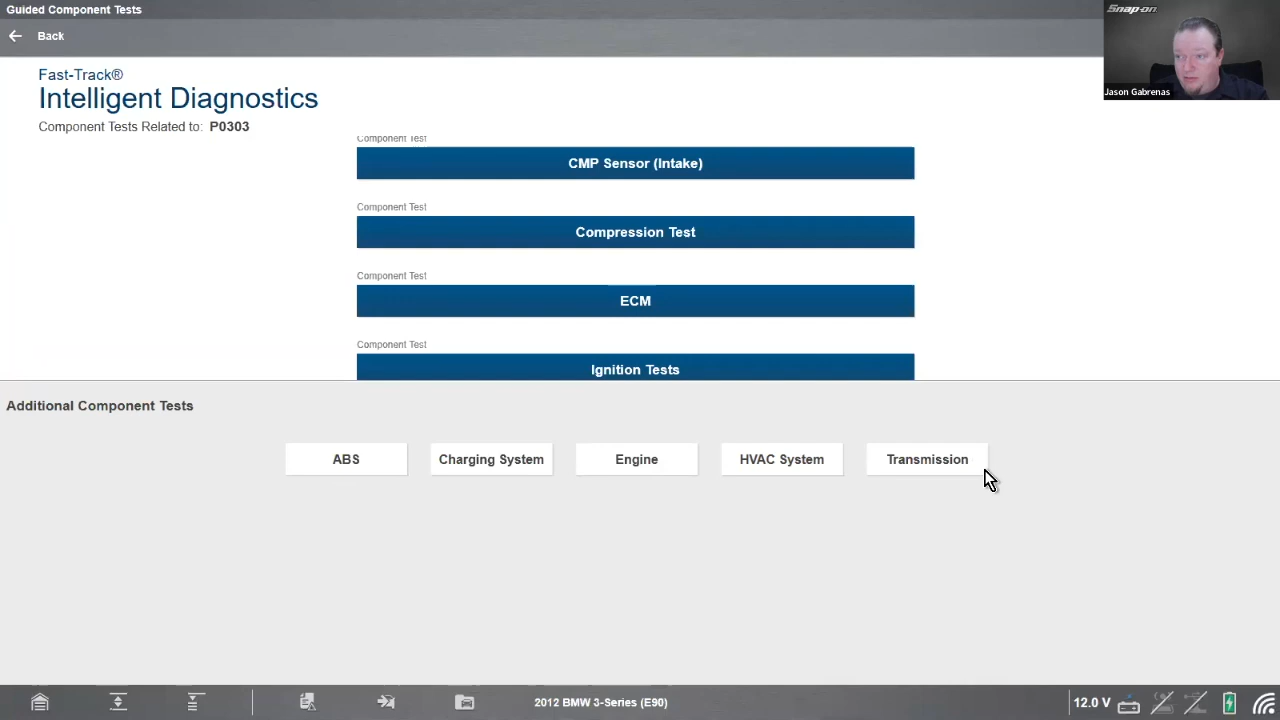 Guided Component Tests
Snap-on
Back
Jason Gabrenas
Fast-Track®
Intelligent Diagnostics
Component Tests Related to: P0303
Component Test
CMP Sensor (Intake)
Component Test
Compression Test
Component Test
ECM
Component Test
Ignition Tests
Additional Component Tests
ABS
Charging System
Engine
HVAC System
Transmission
2012 BMW 3-Series (E90)
12.0 V